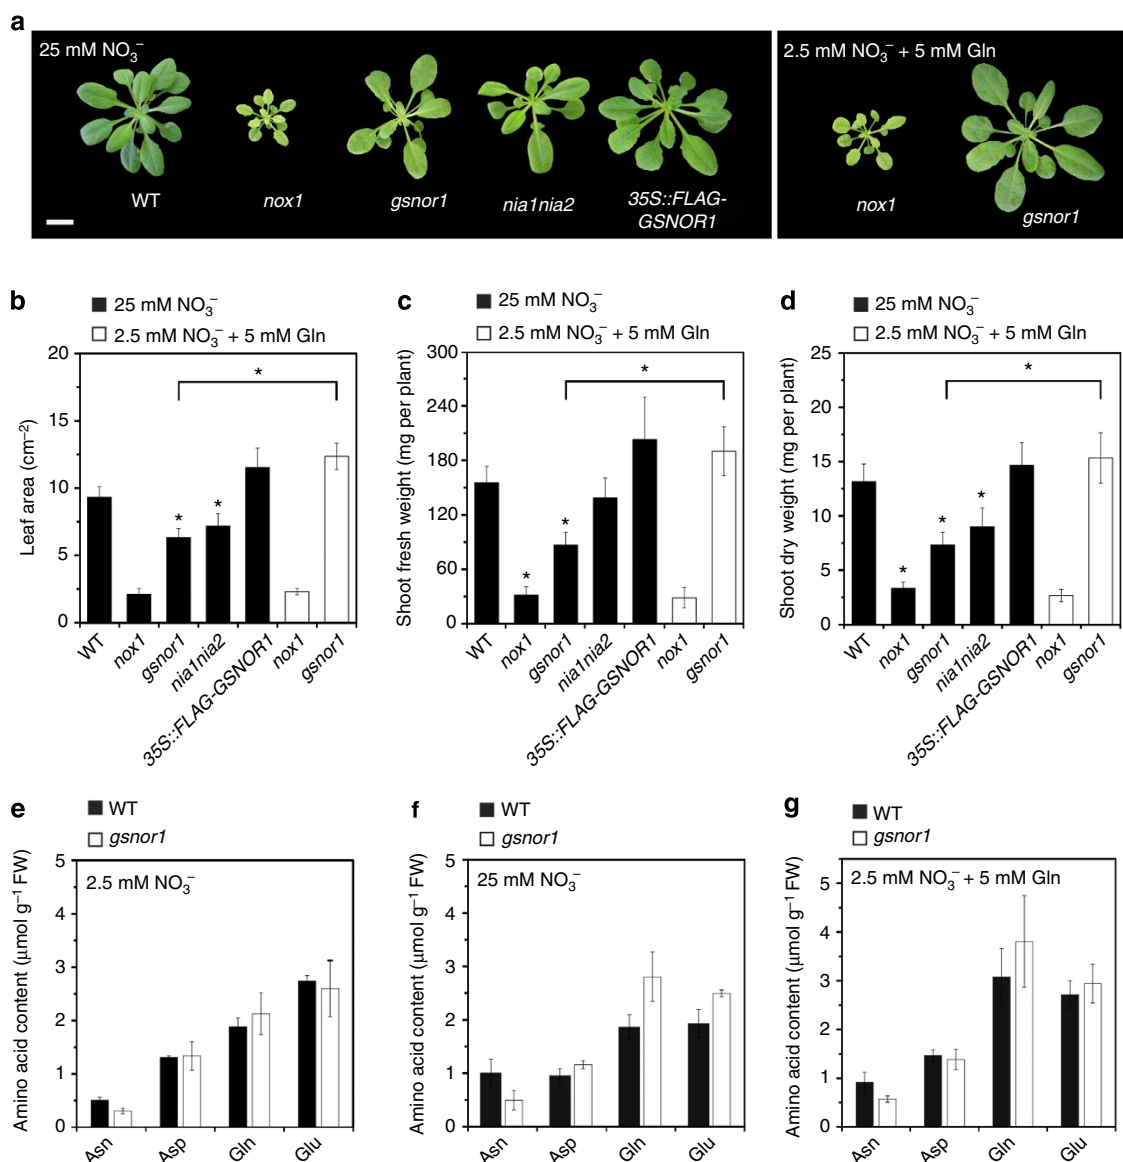 a
25 mM NO₃⁻
2.5 mM NO₃⁻ + 5 mM Gln
WT
nox1
gsnor1
nia1nia2
35S::FLAG-
GSNOR1
nox1
gsnor1
b
25 mM NO₃⁻
2.5 mM NO₃⁻ + 5 mM Gln
Leaf area (cm⁻²)
20
15
10
5
0
*
*
*
WT
nox1
gsnor1
nia1nia2
35S::FLAG-GSNOR1
nox1
gsnor1
c
25 mM NO₃⁻
2.5 mM NO₃⁻ + 5 mM Gln
Shoot fresh weight (mg per plant)
300
240
180
120
60
0
*
*
*
WT
nox1
gsnor1
nia1nia2
35S::FLAG-GSNOR1
nox1
gsnor1
d
25 mM NO₃⁻
2.5 mM NO₃⁻ + 5 mM Gln
Shoot dry weight (mg per plant)
25
20
15
10
5
0
*
*
*
*
WT
nox1
gsnor1
nia1nia2
35S::FLAG-GSNOR1
nox1
gsnor1
e
WT
gsnor1
2.5 mM NO₃⁻
Amino acid content (µmol g⁻¹ FW)
5
4
3
2
1
0
Asn
Asp
Gln
Glu
f
WT
gsnor1
25 mM NO₃⁻
Amino acid content (µmol g⁻¹ FW)
5
4
3
2
1
0
Asn
Asp
Gln
Glu
g
WT
gsnor1
2.5 mM NO₃⁻ + 5 mM Gln
Amino acid content (µmol g⁻¹ FW)
5
4
3
2
1
0
Asn
Asp
Gln
Glu